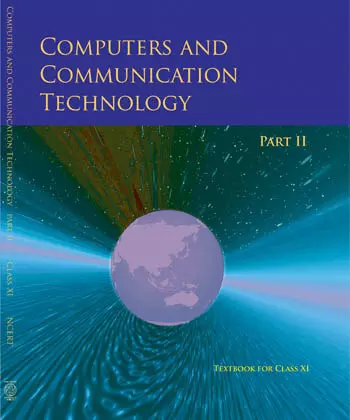 COMPUTERS AND COMMUNICATION TECHNOLOGY PART II CLASS XI NCERT
COMPUTERS AND
COMMUNICATION
TECHNOLOGY
PART II
TEXTBOOK FOR CLASS XI